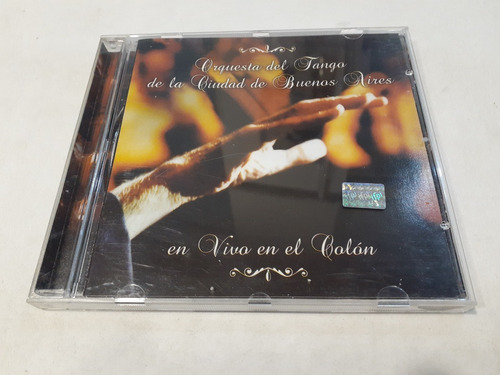 Orquesta del Tango
de la Ciudad de Buenos Aires
en Vivo en el Colón